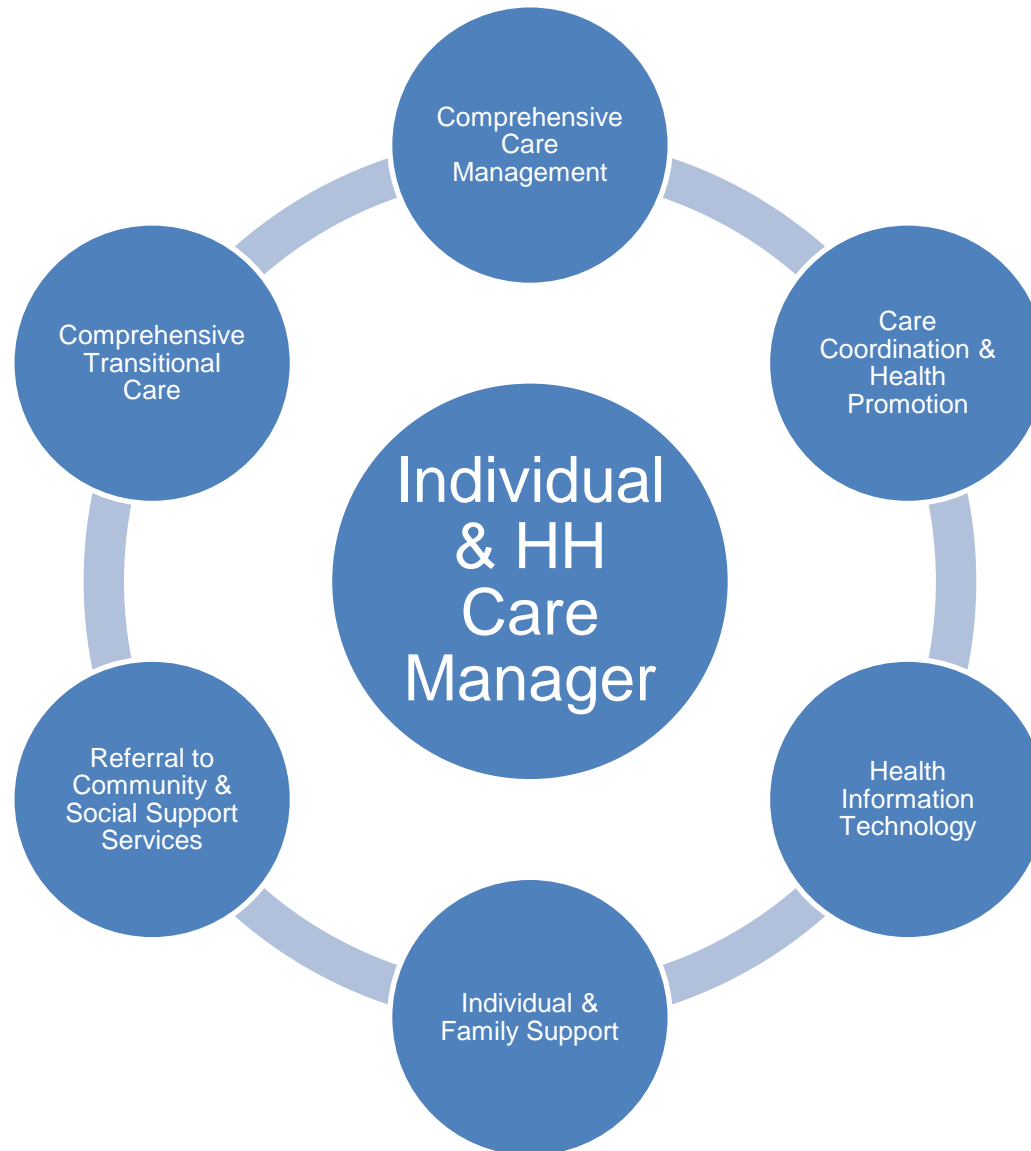 Comprehensive
Care
Management
Care
Coordination &
Health
Promotion
Health
Information
Technology
Individual &
Family Support
Referral to
Community &
Social Support
Services
Comprehensive
Transitional
Care
Individual
& HH
Care
Manager